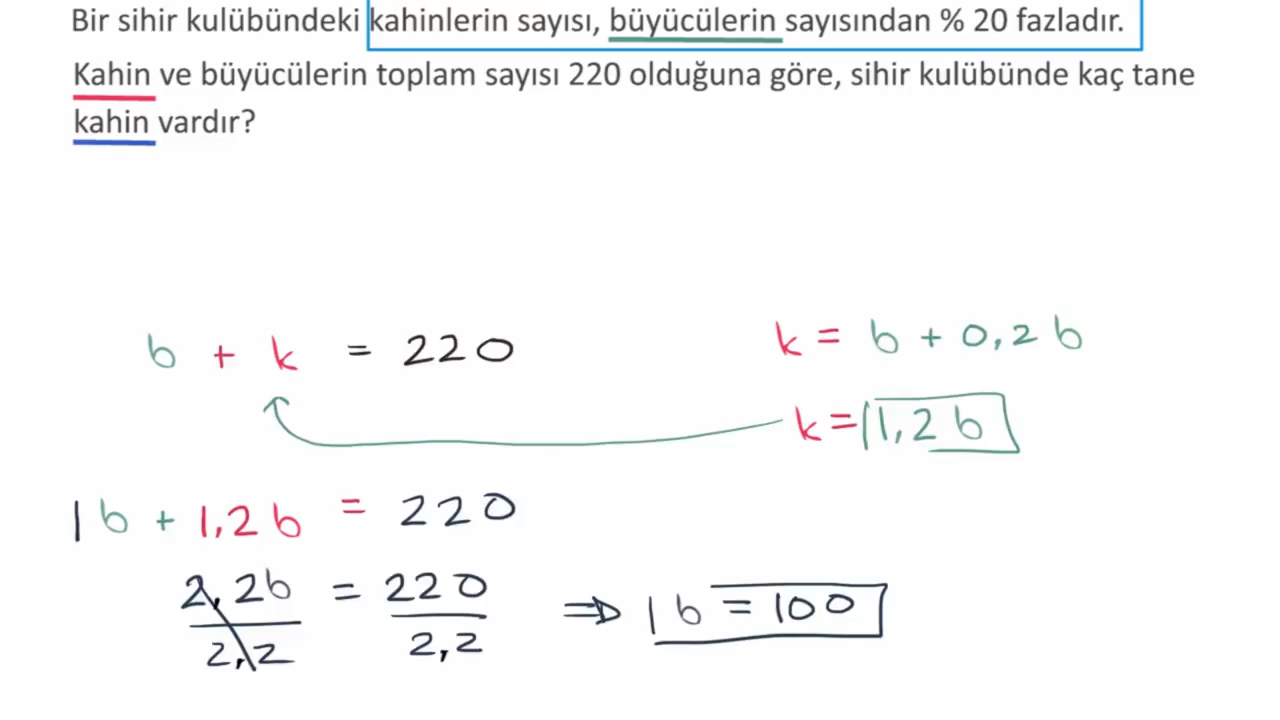 Bir sihir kulübündeki kahinlerin sayısı, büyücülerin sayısından % 20 fazladır.
Kahin ve büyücülerin toplam sayısı 220 olduğuna göre, sihir kulübünde kaç tane
kahin vardır?
b + k = 220
k = b + 0,2 b
k = 1,2 b
1 b + 1,2 b = 220
2,2b = 220
2,2 2,2
⇒ 1 b = 100